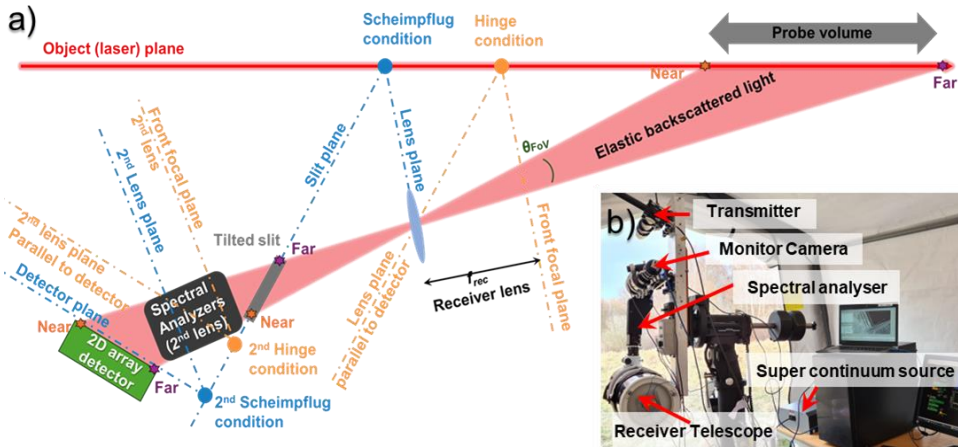 a)
Object (laser) plane
Scheimpflug
condition
Hinge
condition
Probe volume
Near
Far
Elastic backscattered light
θFoV
Front focal plane
2nd lens
2nd Lens plane
Slit plane
Lens plane
2nd lens plane
Parallel to detector
Detector plane
Tilted slit
Far
Near
Spectral
Analyzers
(2nd lens)
Near
2D array
detector
Far
2nd Hinge
condition
2nd Scheimpflug
condition
Lens plane
parallel to detector
frec
Receiver lens
Front focal plane
b)
Transmitter
Monitor Camera
Spectral analyser
Super continuum source
Receiver Telescope